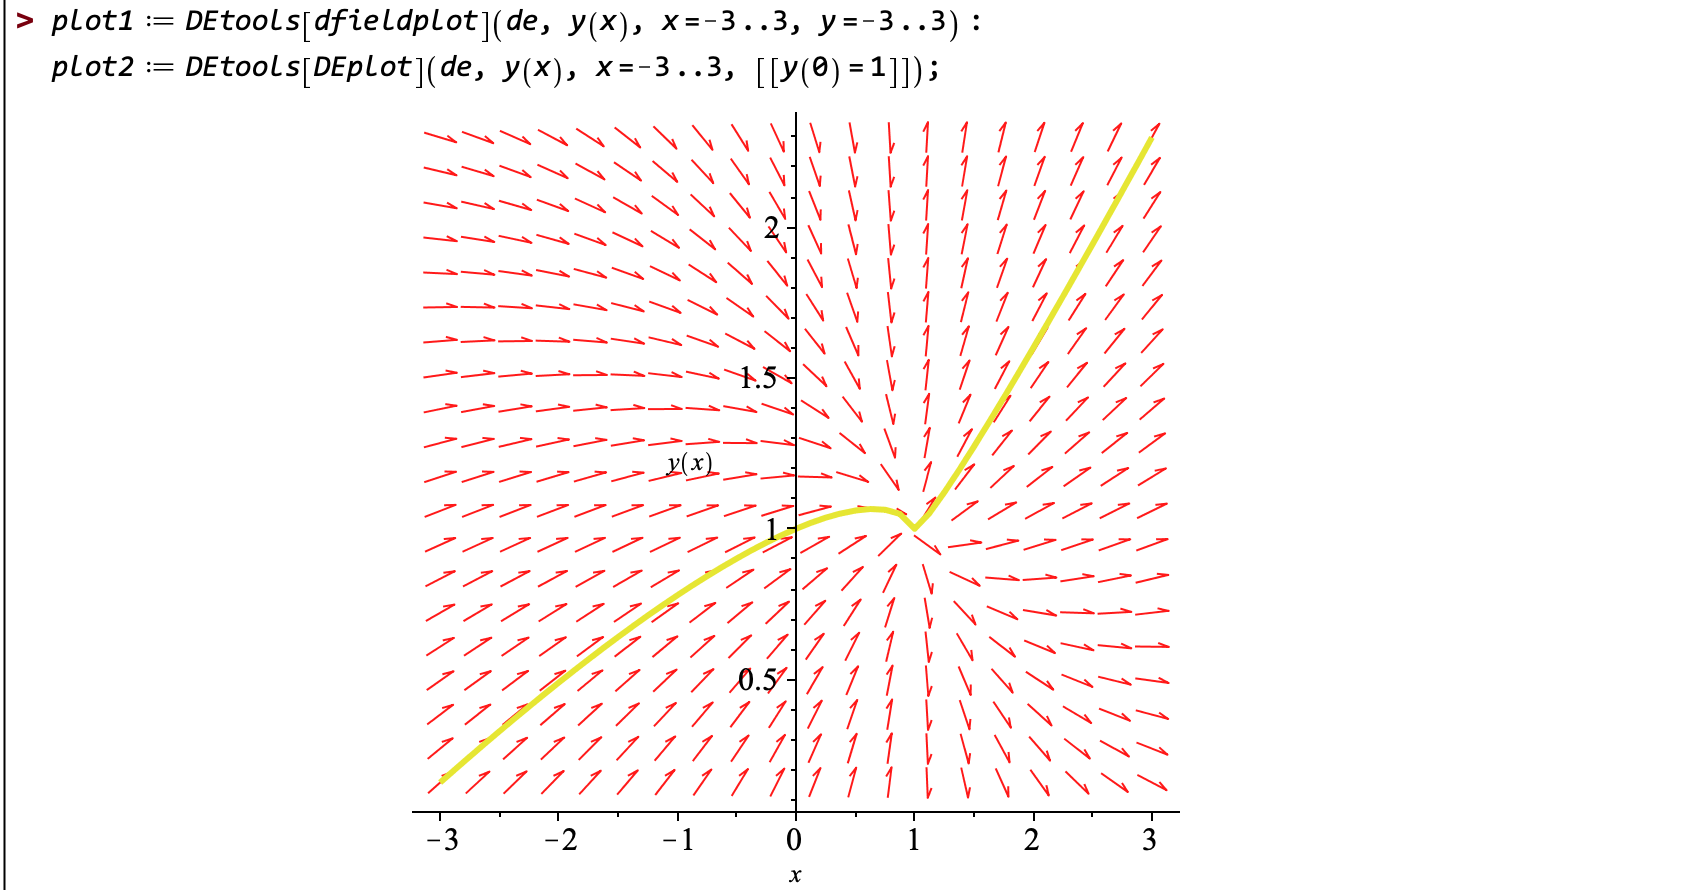 > plot1 := DEtools[dfieldplot](de, y(x), x=-3..3, y=-3..3) :
plot2 := DEtools[DEplot](de, y(x), x=-3..3, [[y(0)=1]]);
2
1.5
y(x)
1
0.5
-3 -2 -1 0 1 2 3
x